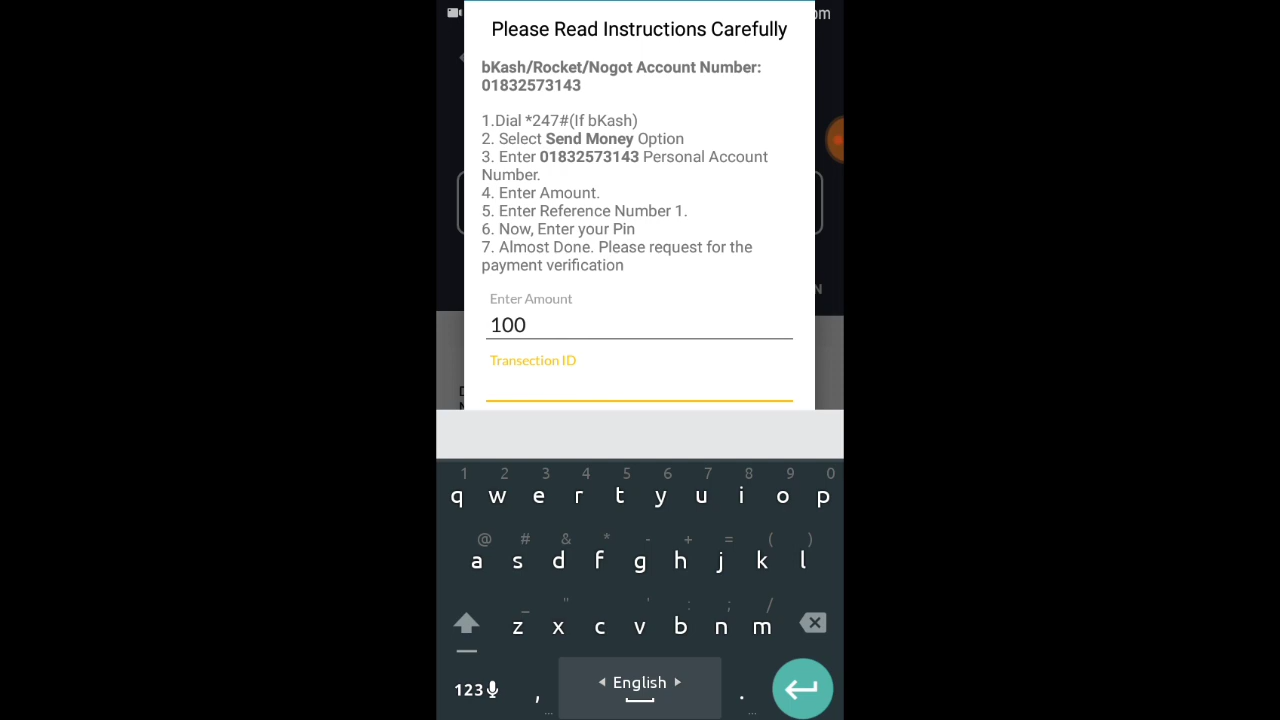 om
Please Read Instructions Carefully
bKash/Rocket/Nogot Account Number:
01832573143
1.Dial *247#(If bKash)
2. Select Send Money Option
3. Enter 01832573143 Personal Account
Number.
4. Enter Amount.
5. Enter Reference Number 1.
6. Now, Enter your Pin
7. Almost Done. Please request for the
payment verification
N
Enter Amount
100
Transection ID
1 2 3 4 5 6 7 8 9 0
q w e r t y u i o p
@ # & * - + = ( )
a s d f g h j k l
_ " ' : ; /
z x c v b n m
123 , English .